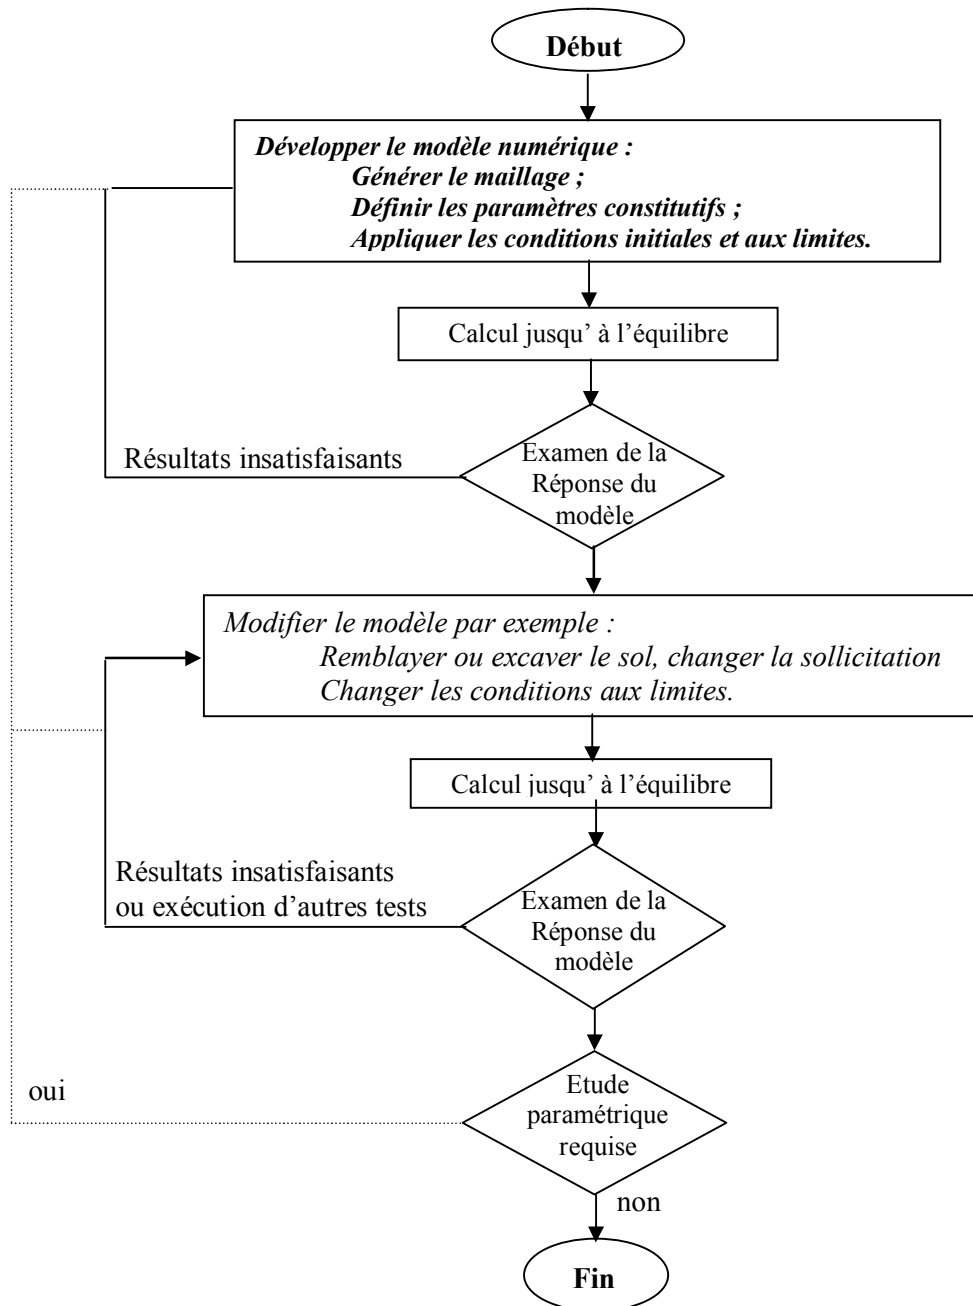 Début
Développer le modèle numérique :
Générer le maillage ;
Définir les paramètres constitutifs ;
Appliquer les conditions initiales et aux limites.
Calcul jusqu’ à l’équilibre
Résultats insatisfaisants
Examen de la
Réponse du
modèle
Modifier le modèle par exemple :
Remblayer ou excaver le sol, changer la sollicitation
Changer les conditions aux limites.
Calcul jusqu’ à l’équilibre
Résultats insatisfaisants
ou exécution d’autres tests
Examen de la
Réponse du
modèle
oui
Etude
paramétrique
requise
non
Fin